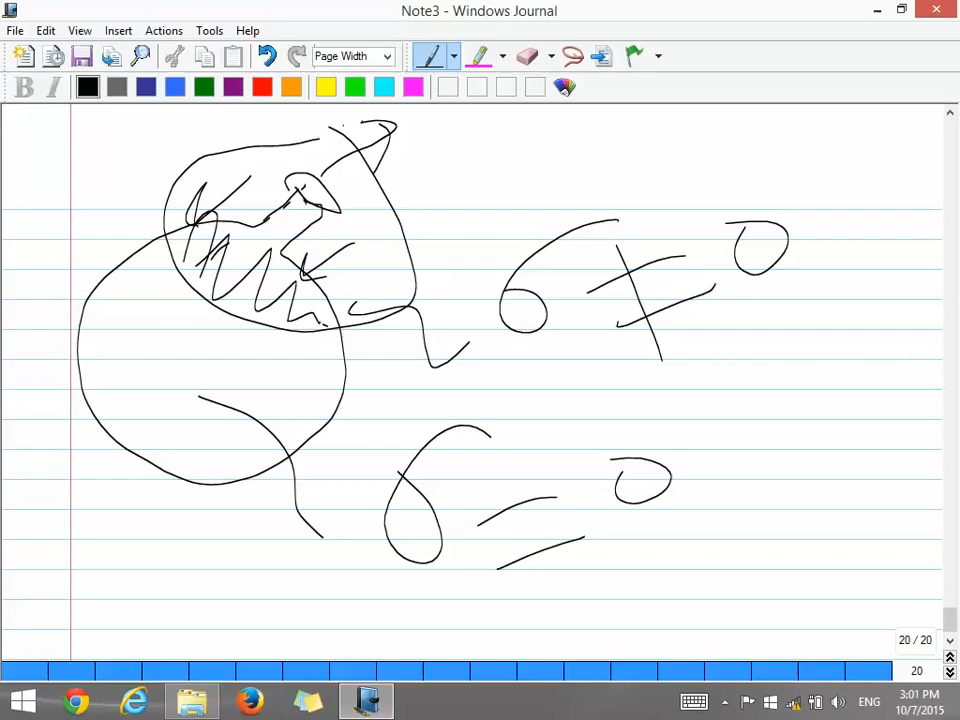 Note3 - Windows Journal
File Edit View Insert Actions Tools Help
Page Width
B I
6 ≠ 0
6 = 0
20 / 20
20
ENG
3:01 PM
10/7/2015